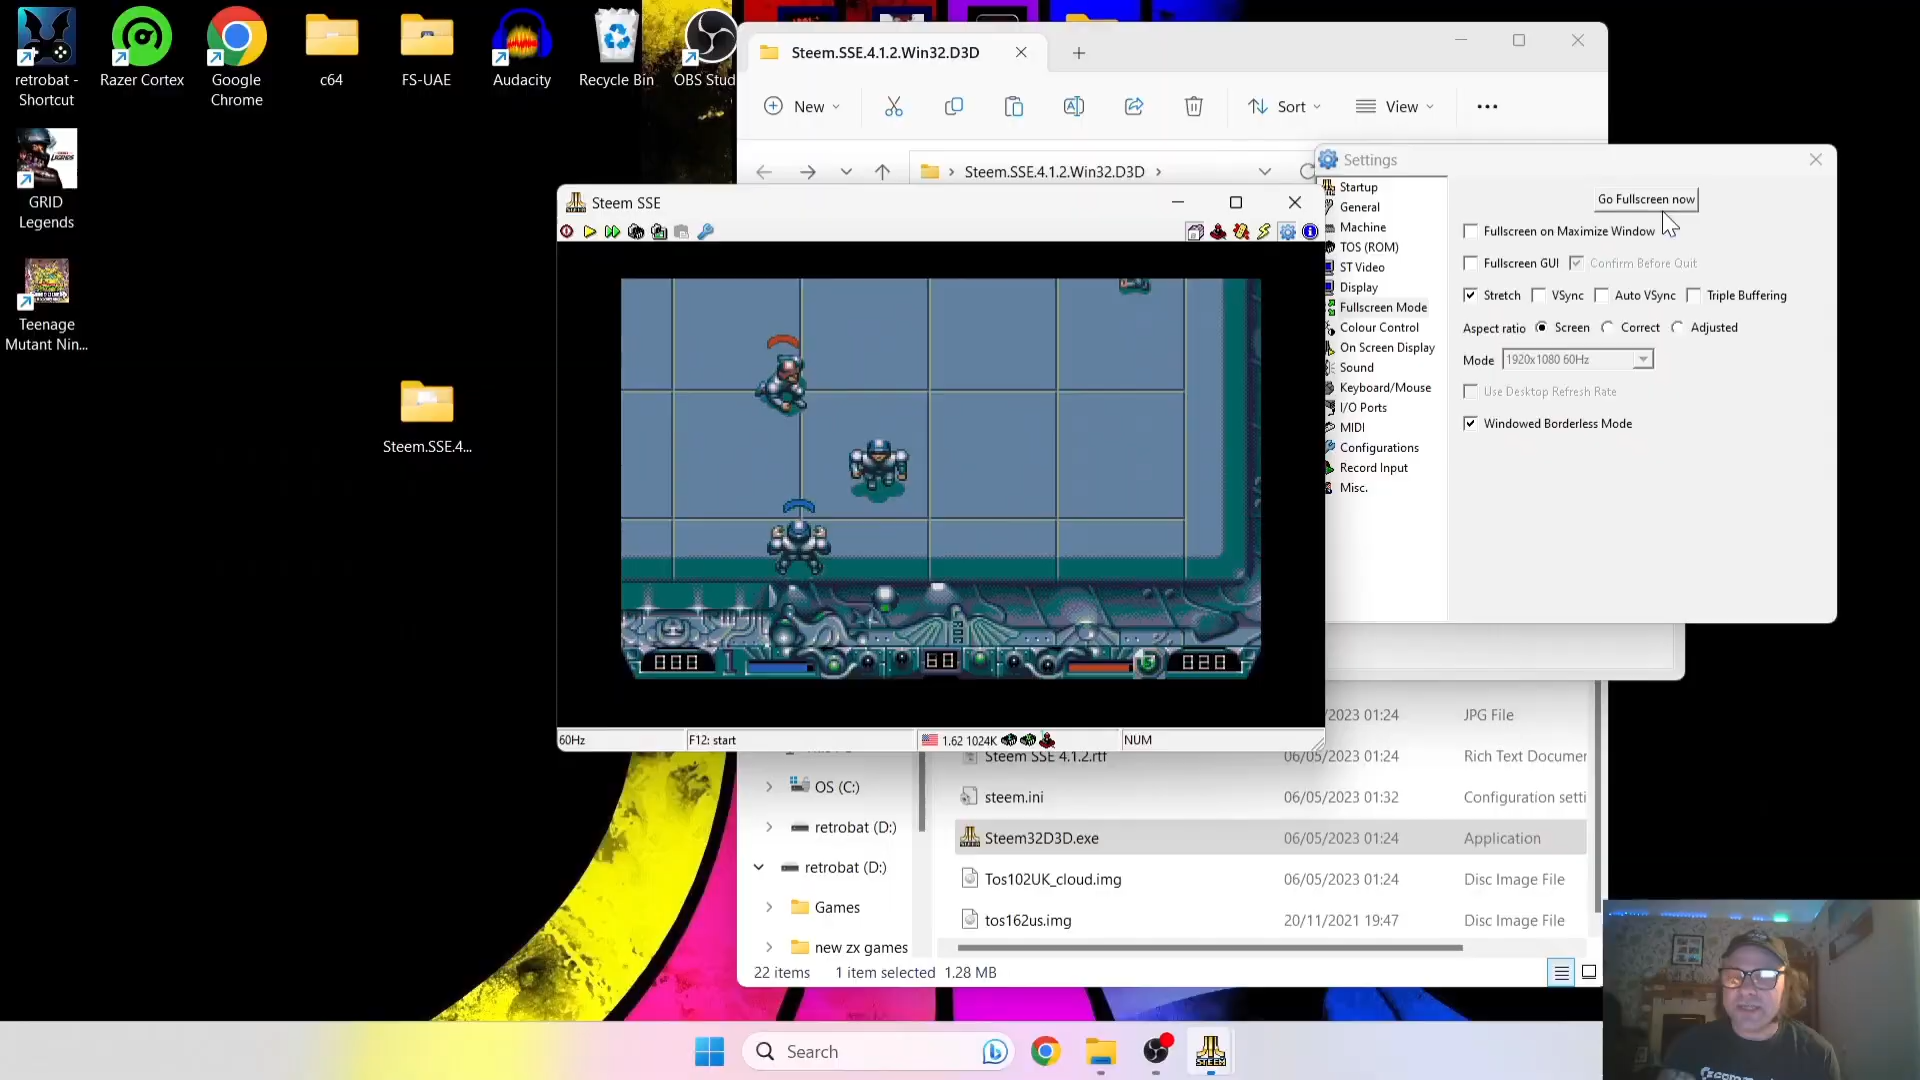 retrobat -
Shortcut
Razer Cortex
Google
Chrome
c64
FS-UAE
Audacity
Recycle Bin
OBS Stud
GRID
Legends
Teenage
Mutant Nin...
Steem.SSE.4...
Steem.SSE.4.1.2.Win32.D3D
New
Sort
View
Steem.SSE.4.1.2.Win32.D3D
Settings
Startup
General
Machine
TOS (ROM)
ST Video
Display
Fullscreen Mode
Colour Control
On Screen Display
Sound
Keyboard/Mouse
I/O Ports
MIDI
Configurations
Record Input
Misc.
Go Fullscreen now
Fullscreen on Maximize Window
Fullscreen GUI
Confirm Before Quit
Stretch
VSync
Auto VSync
Triple Buffering
Aspect ratio
Screen
Correct
Adjusted
Mode
1920x1080 60Hz
Use Desktop Refresh Rate
Windowed Borderless Mode
Steem SSE
000
1
60
020
60Hz
F12: start
1.62 1024K
NUM
/2023 01:24
JPG File
Steem SSE 4.1.2.rtf
06/05/2023 01:24
Rich Text Documen
steem.ini
06/05/2023 01:32
Configuration setti
Steem32D3D.exe
06/05/2023 01:24
Application
Tos102UK_cloud.img
06/05/2023 01:24
Disc Image File
tos162us.img
20/11/2021 19:47
Disc Image File
OS (C:)
retrobat (D:)
retrobat (D:)
Games
new zx games
22 items
1 item selected 1.28 MB
Search